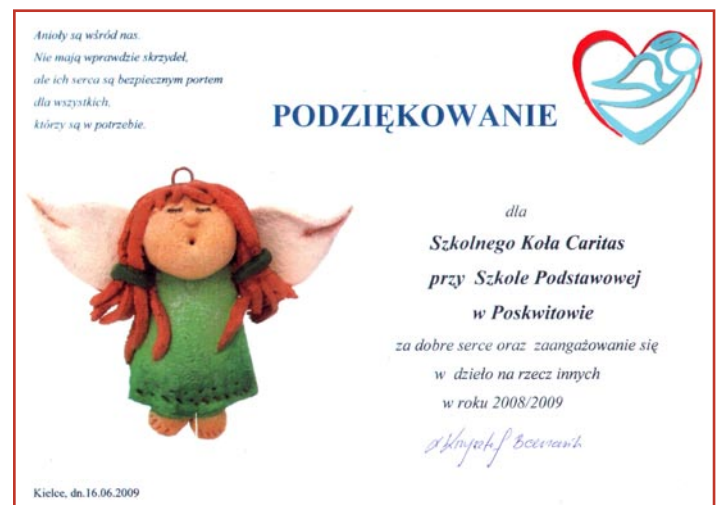 Anioły są wśród nas.
Nie mają wprawdzie skrzydeł,
ale ich serca są bezpiecznym portem
dla wszystkich,
którzy są w potrzebie.
PODZIĘKOWANIE
dla
Szkolnego Koła Caritas
przy Szkole Podstawowej
w Poskwitowie
za dobre serce oraz zaangażowanie się
w dzieło na rzecz innych
w roku 2008/2009
Kielce, dn.16.06.2009